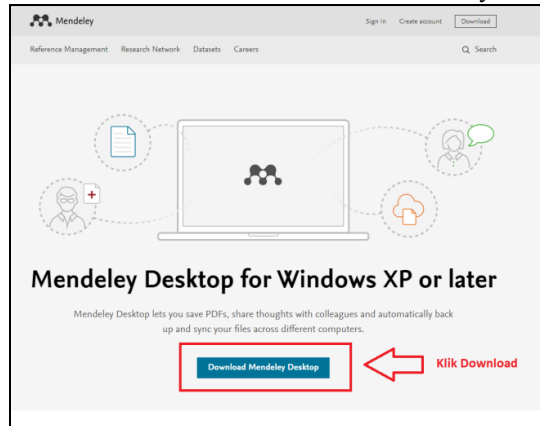 Mendeley
Sign In Create account Download
Reference Management Research Network Datasets Careers Search
Mendeley Desktop for Windows XP or later
Mendeley Desktop lets you save PDFs, share thoughts with colleagues and automatically back
up and sync your files across different computers.
Download Mendeley Desktop
Klik Download